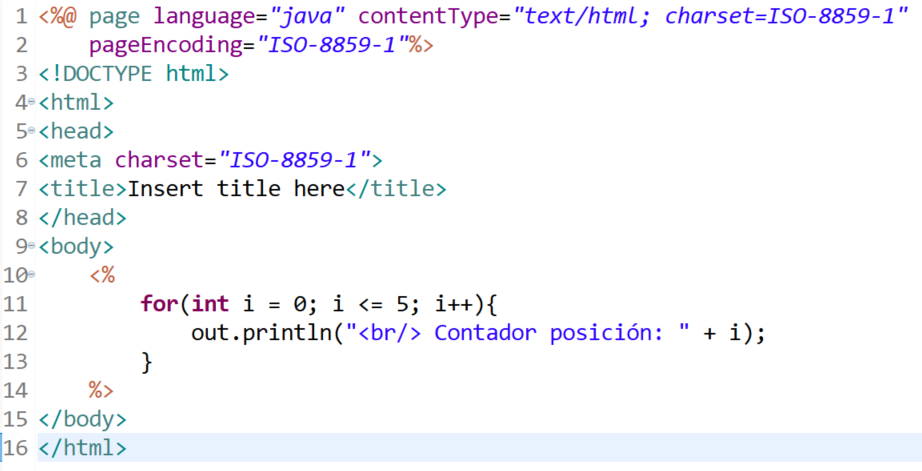 1 <%@ page language="java" contentType="text/html; charset=ISO-8859-1"
2     pageEncoding="ISO-8859-1"%>
3 <!DOCTYPE html>
4 <html>
5 <head>
6 <meta charset="ISO-8859-1">
7 <title>Insert title here</title>
8 </head>
9 <body>
10     <%
11         for(int i = 0; i <= 5; i++){
12             out.println("<br/> Contador posición: " + i);
13         }
14     %>
15 </body>
16 </html>